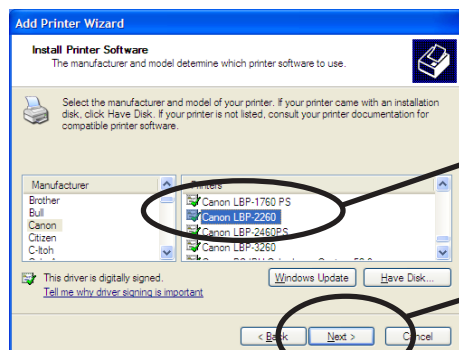 Add Printer Wizard
Install Printer Software
The manufacturer and model determine which printer software to use.
Select the manufacturer and model of your printer. If your printer came with an installation
disk, click Have Disk. If your printer is not listed, consult your printer documentation for
compatible printer software.
Manufacturer
Brother
Bull
Canon
Citizen
C-Itoh
Printers
Canon LBP-1760 PS
Canon LBP-2260
Canon LBP-2460PS
Canon LBP-3260
This driver is digitally signed.
Tell me why driver signing is important
Windows Update
Have Disk...
< Back
Next >
Cancel